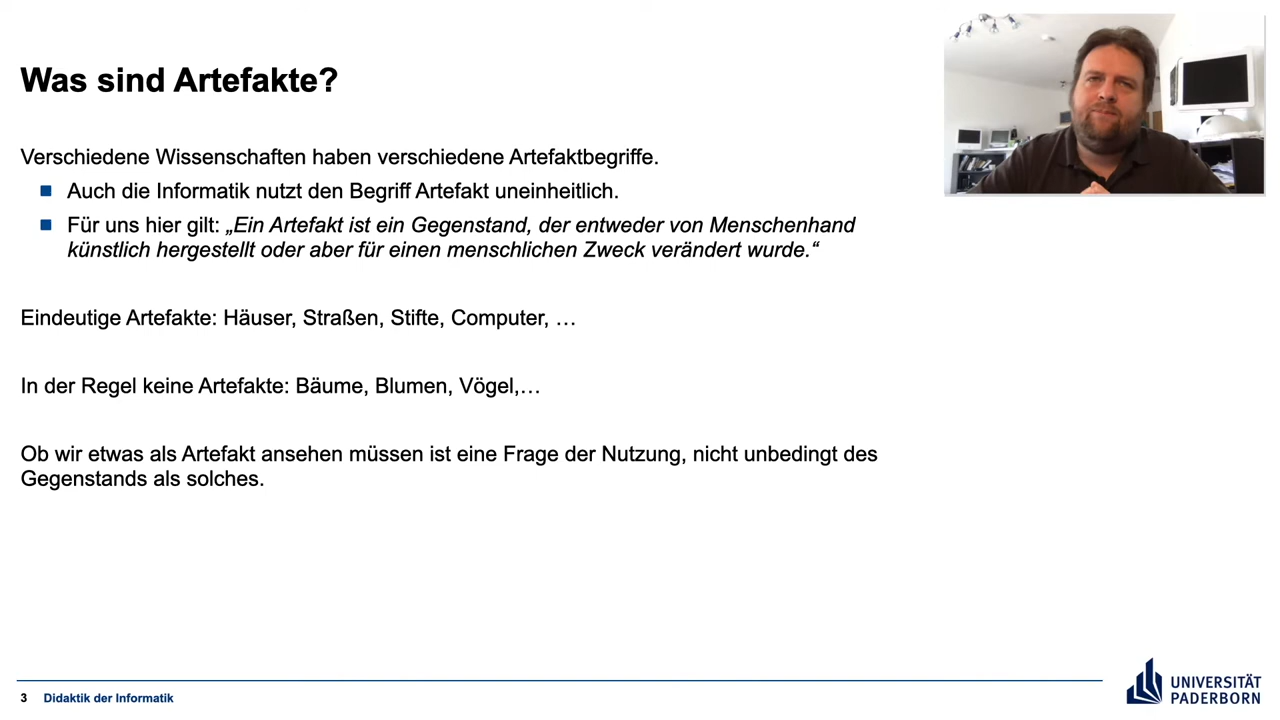 Was sind Artefakte?
Verschiedene Wissenschaften haben verschiedene Artefaktbegriffe.
Auch die Informatik nutzt den Begriff Artefakt uneinheitlich.
Für uns hier gilt: „Ein Artefakt ist ein Gegenstand, der entweder von Menschenhand
künstlich hergestellt oder aber für einen menschlichen Zweck verändert wurde.“
Eindeutige Artefakte: Häuser, Straßen, Stifte, Computer, …
In der Regel keine Artefakte: Bäume, Blumen, Vögel,…
Ob wir etwas als Artefakt ansehen müssen ist eine Frage der Nutzung, nicht unbedingt des
Gegenstands als solches.
3 Didaktik der Informatik
UNIVERSITÄT
PADERBORN